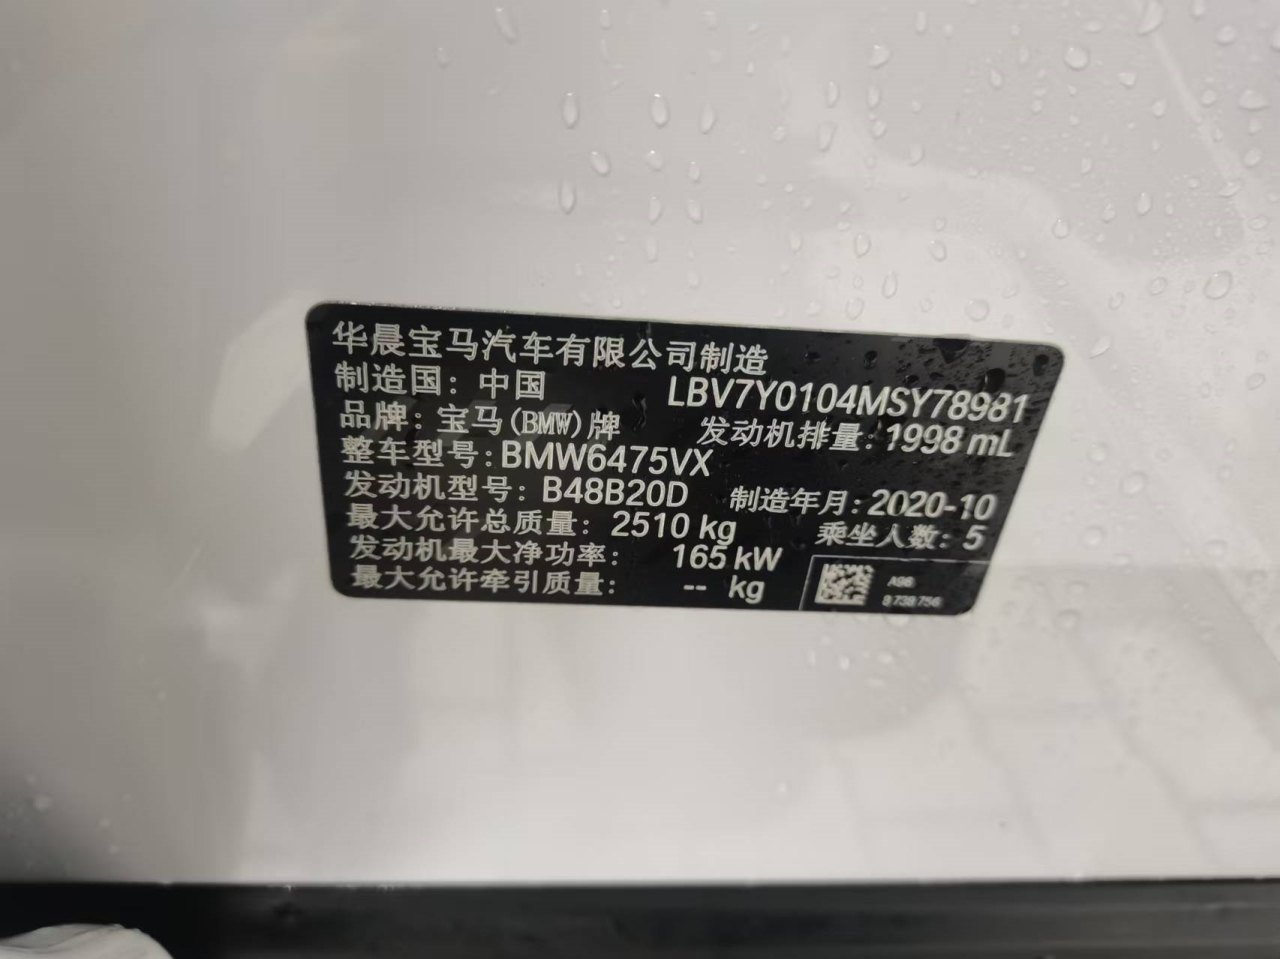 华晨宝马汽车有限公司制造
制造国：中国 LBV7Y0104MSY78981
品牌：宝马(BMW)牌 发动机排量：1998 mL
整车型号：BMW6475VX
发动机型号：B48B20D 制造年月：2020-10
最大允许总质量：2510 kg 乘坐人数：5
发动机最大净功率：165 kW
最大允许牵引质量：-- kg
A96
8 738 756